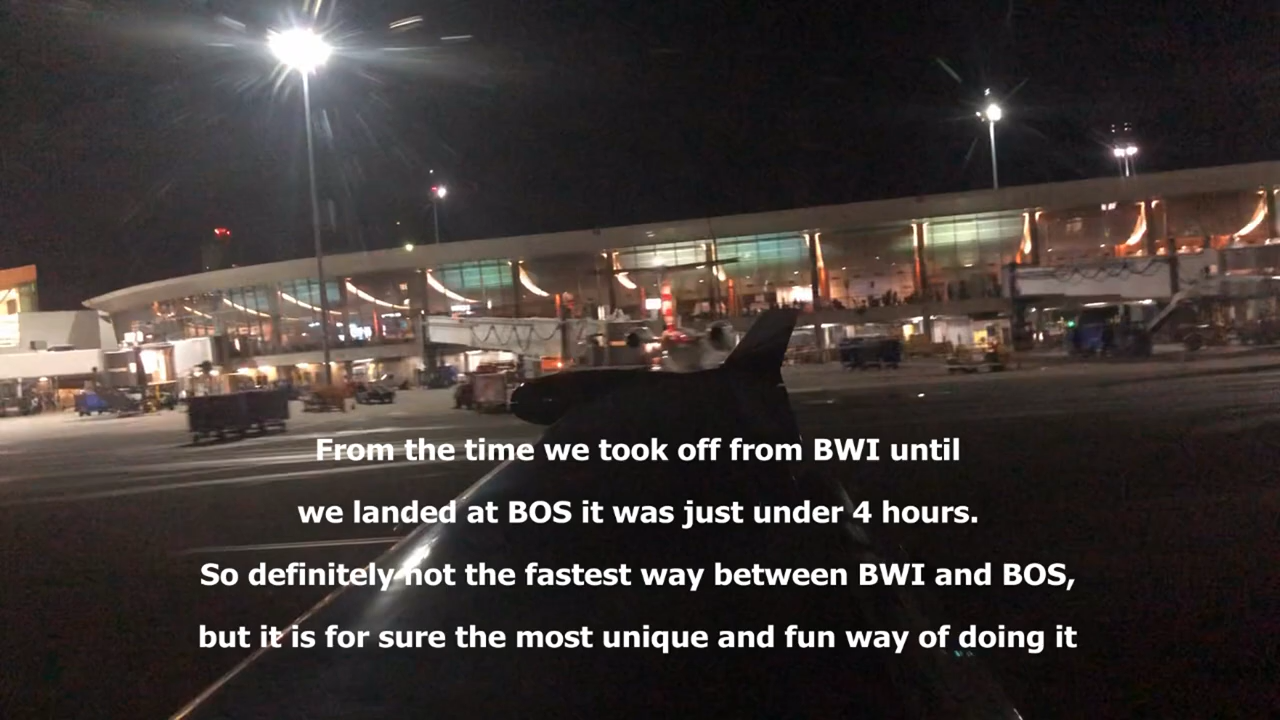 From the time we took off from BWI until
we landed at BOS it was just under 4 hours.
So definitely not the fastest way between BWI and BOS,
but it is for sure the most unique and fun way of doing it